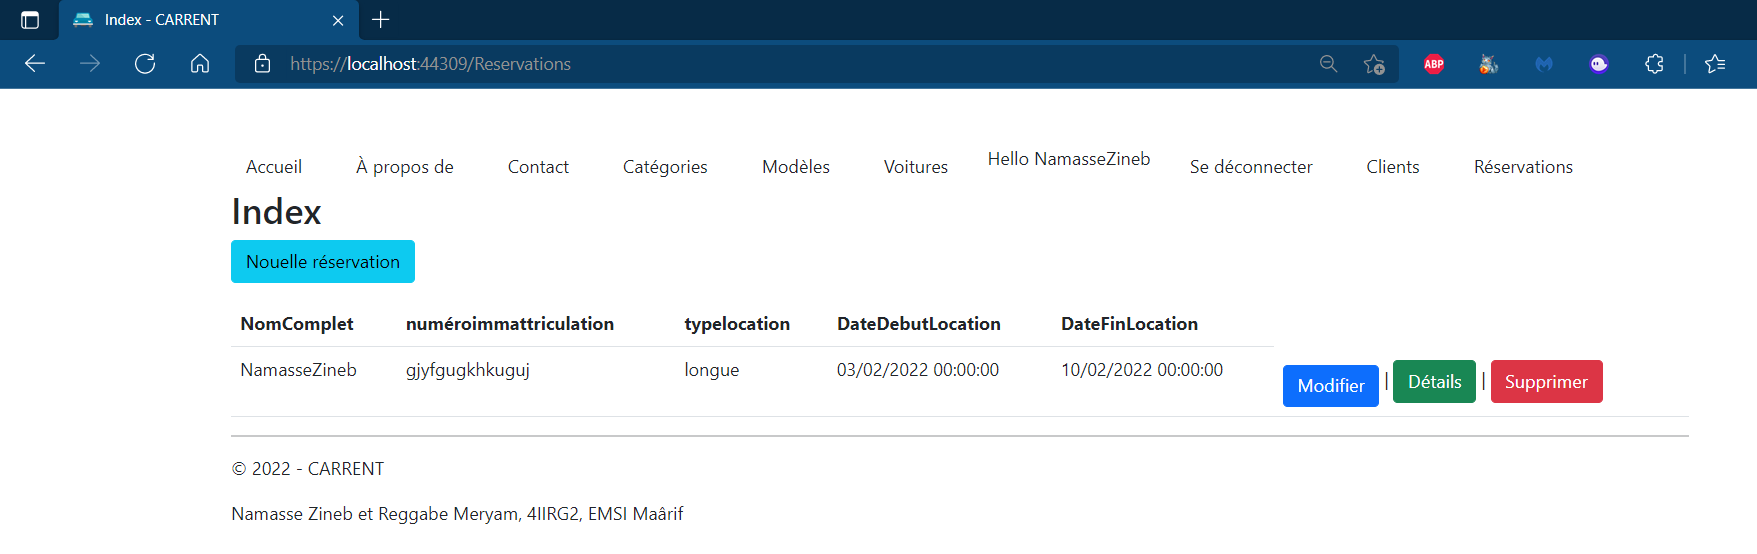 Index - CARRENT
https://localhost:44309/Reservations
ABP
Accueil À propos de Contact Catégories Modèles Voitures Hello NamasseZineb Se déconnecter Clients Réservations
Index
Nouelle réservation
NomComplet numéroimmattriculation typelocation DateDebutLocation DateFinLocation
NamasseZineb gjyfgugkhkuguj longue 03/02/2022 00:00:00 10/02/2022 00:00:00 Modifier | Détails | Supprimer
© 2022 - CARRENT
Namasse Zineb et Reggabe Meryam, 4IIRG2, EMSI Maârif